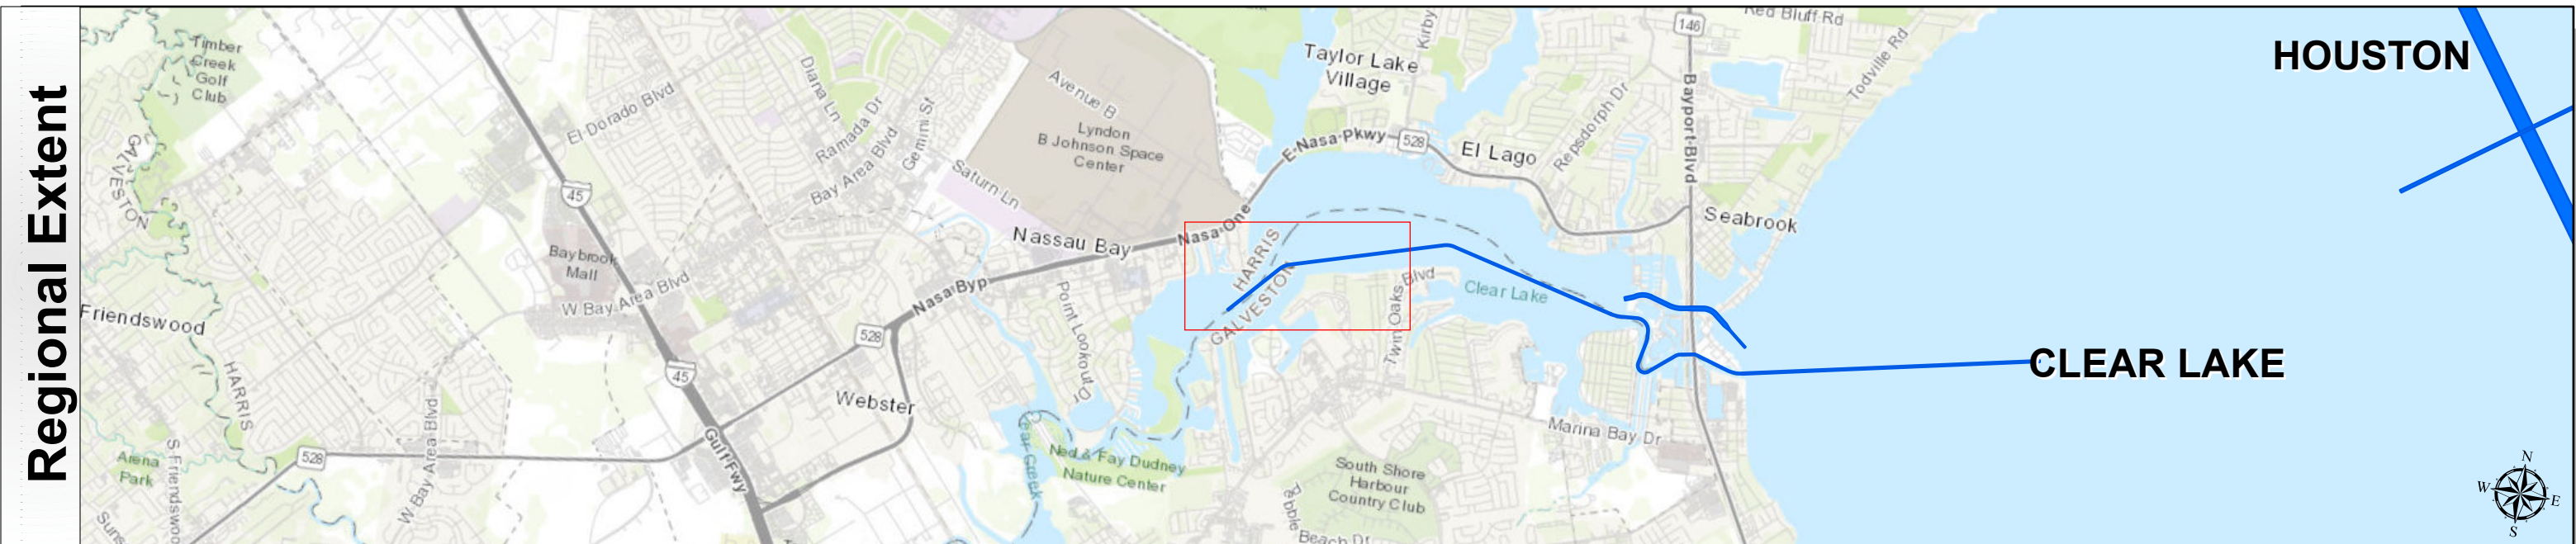 Regional Extent
Timber
Creek
Golf
Club
GALVESTON
El Dorado Blvd
Diana Ln
Ramada Dr
Bay Area Blvd
Gemini St
Saturn Ln
Avenue B
Lyndon
B Johnson Space
Center
Taylor Lake
Village
Kirby
146
Red Bluff Rd
Todville Rd
HOUSTON
Bayport Blvd
Repsdorph Dr
E Nasa Pkwy
528
El Lago
Seabrook
45
Baybrook
Mall
W Bay Area Blvd
Nassau Bay
Nasa One
Nasa Byp
HARRIS
GALVESTON
Point Lookout Dr
Twin Oaks Blvd
Clear Lake
CLEAR LAKE
Friendswood
HARRIS
528
45
Webster
Gulf Fwy
528
W Bay Area Blvd
Arena
Park
Ned & Fay Dudney
Nature Center
South Shore
Harbour
Country Club
Marina Bay Dr
Beach Dr
N
W
E
S